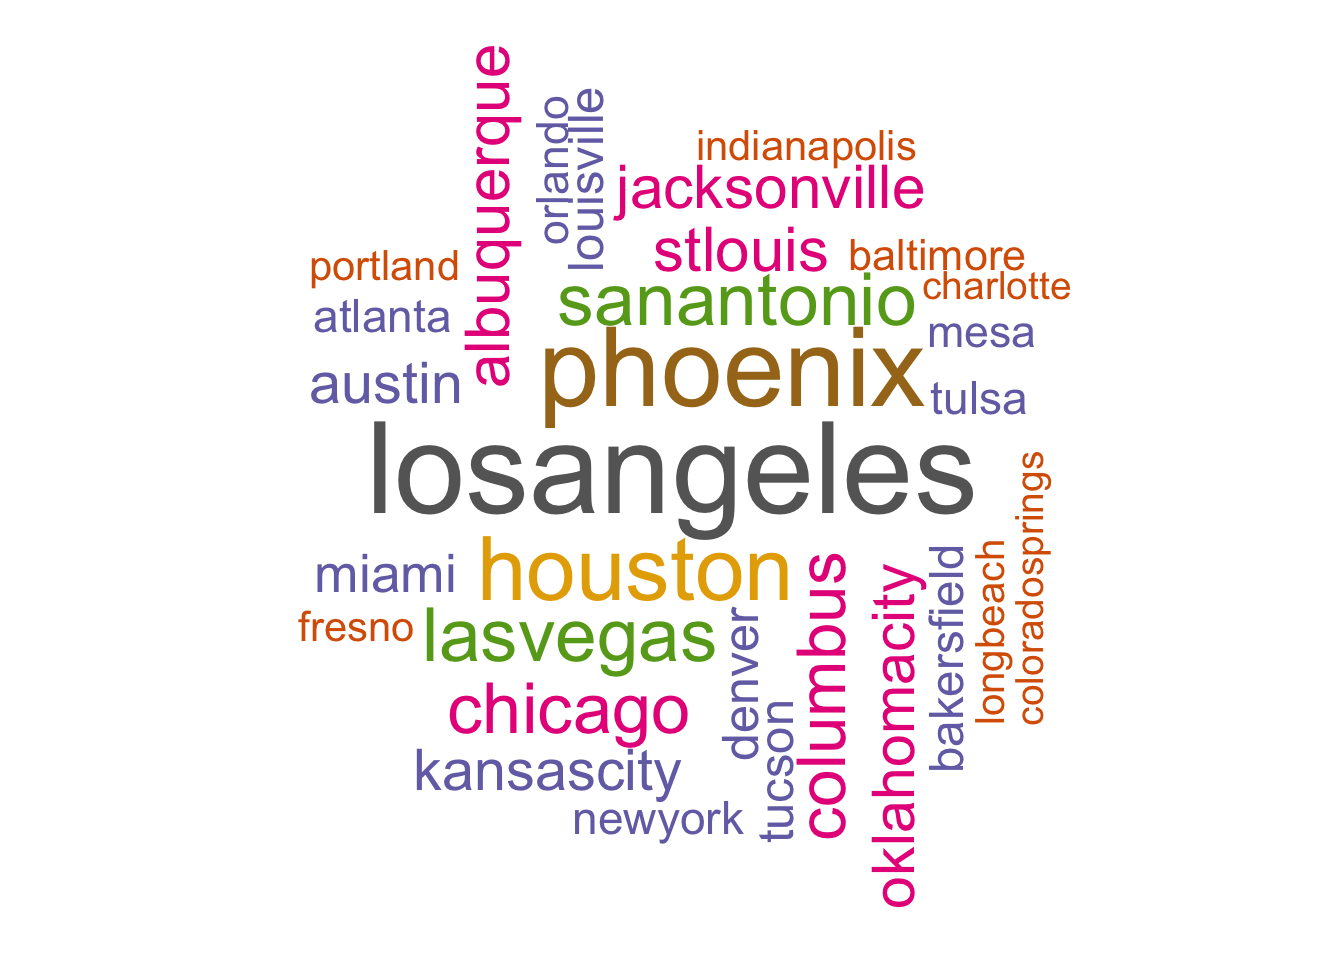 albuquerque
orlando
louisville
indianapolis
jacksonville
stlouis
baltimore
portland
sanantonio
charlotte
atlanta
mesa
phoenix
austin
tulsa
losangeles
miami
houston
fresno
lasvegas
denver
columbus
oklahomacity
bakersfield
longbeach
coloradosprings
chicago
tucson
kansascity
newyork